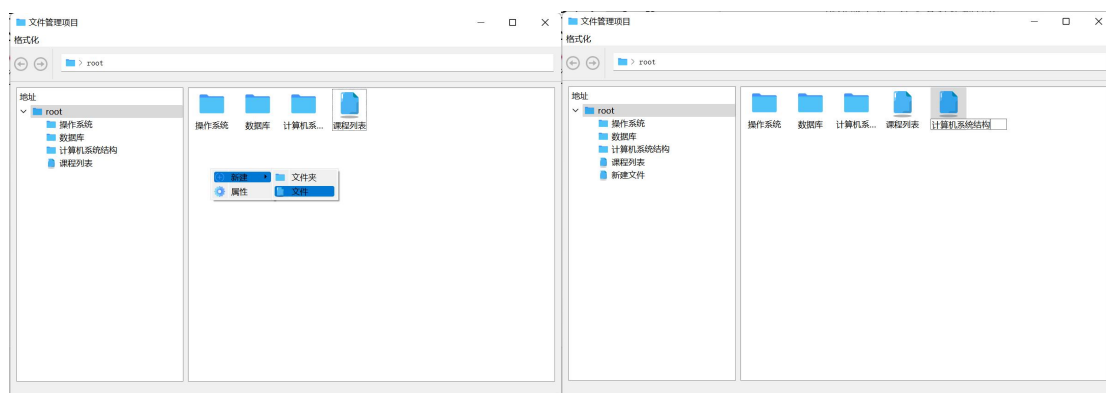 文件管理项目
格式化
> root
地址
root
操作系统
数据库
计算机系统结构
课程列表
操作系统 数据库 计算机系... 课程列表
新建 文件夹
属性 文件
文件管理项目
格式化
> root
地址
root
操作系统
数据库
计算机系统结构
课程列表
新建文件
操作系统 数据库 计算机系... 课程列表 计算机系统结构